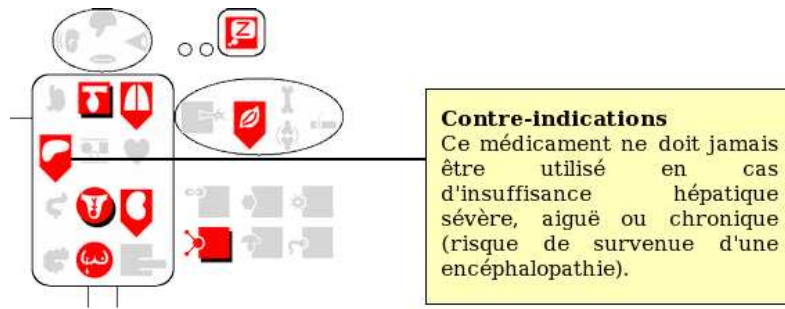 Z
Contre-indications
Ce médicament ne doit jamais
être utilisé en cas
d'insuffisance hépatique
sévère, aiguë ou chronique
(risque de survenue d'une
encéphalopathie).